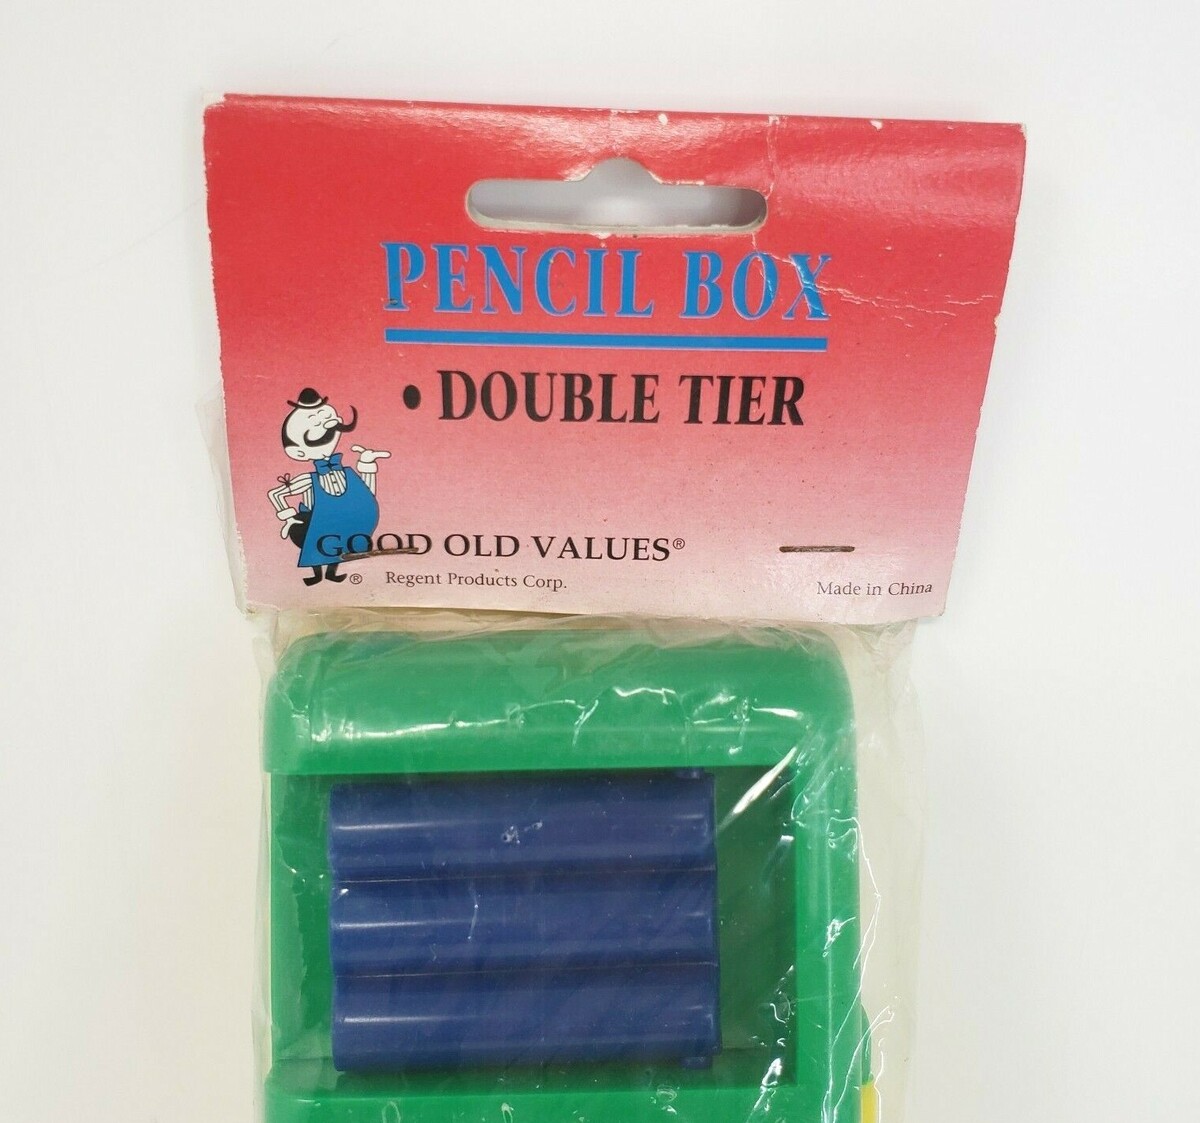 PENCIL BOX
• DOUBLE TIER
GOOD OLD VALUES®
® Regent Products Corp.
Made in China